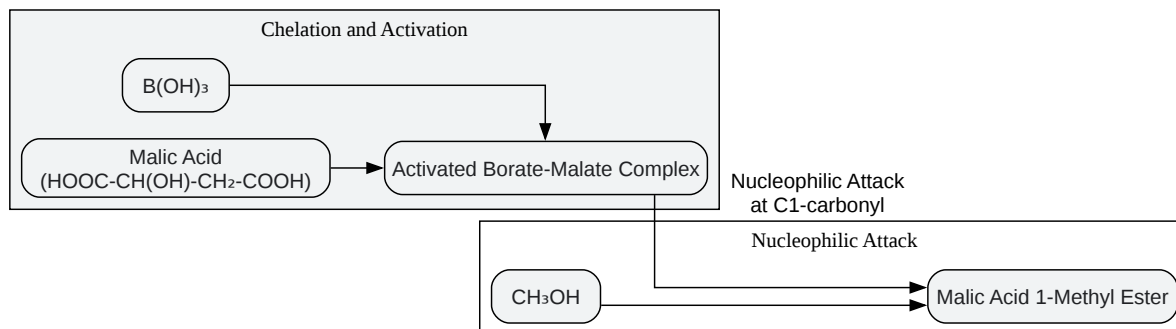 Chelation and Activation
B(OH)₃
Malic Acid
(HOOC-CH(OH)-CH₂-COOH)
Activated Borate-Malate Complex
Nucleophilic Attack
at C1-carbonyl
Nucleophilic Attack
CH₃OH
Malic Acid 1-Methyl Ester